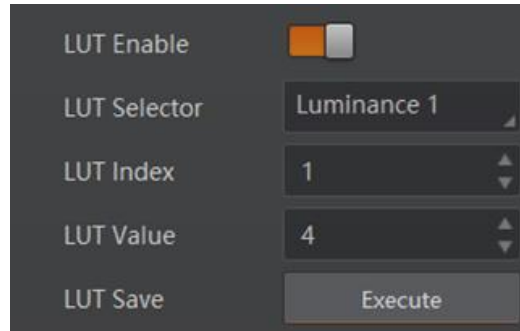 LUT Enable
LUT Selector Luminance 1
LUT Index 1
LUT Value 4
LUT Save Execute